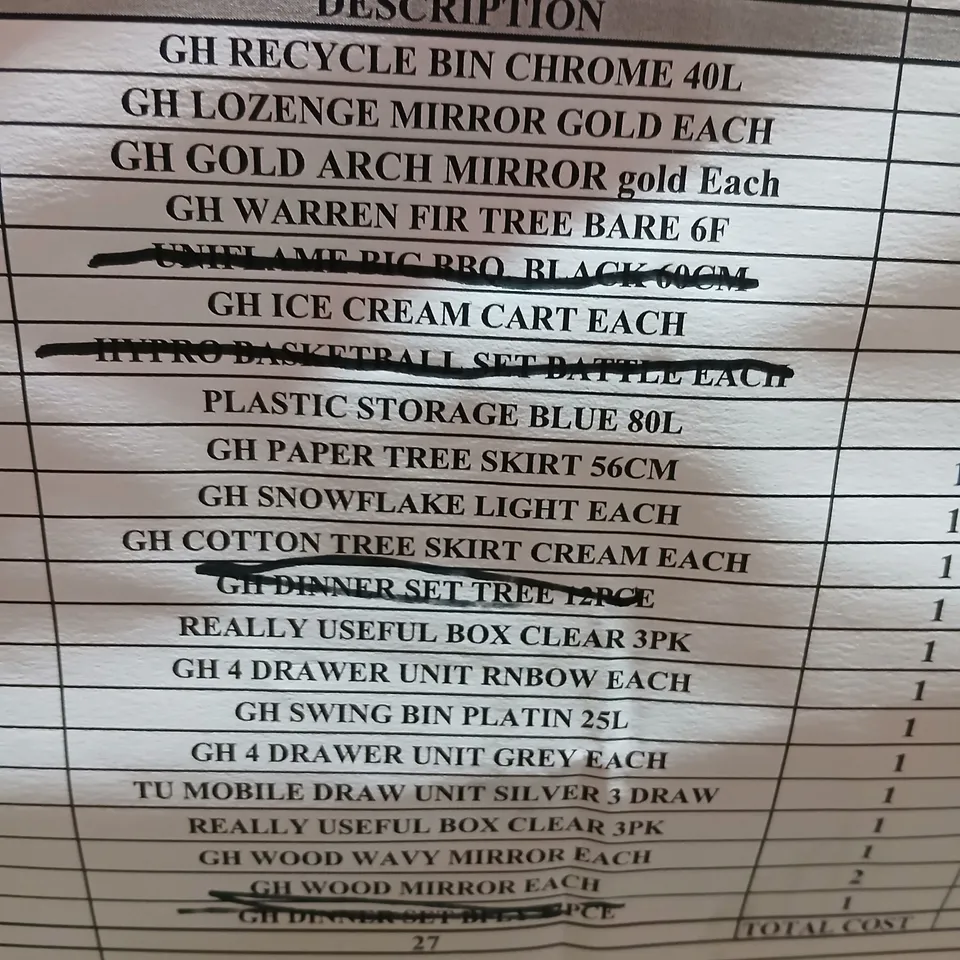 DESCRIPTION
GH RECYCLE BIN CHROME 40L
GH LOZENGE MIRROR GOLD EACH
GH GOLD ARCH MIRROR gold Each
GH WARREN FIR TREE BARE 6F
UNIFLAME BIG BBQ BLACK 60CM
GH ICE CREAM CART EACH
HYPRO BASKETBALL SET BATTLE EACH
PLASTIC STORAGE BLUE 80L
GH PAPER TREE SKIRT 56CM 1
GH SNOWFLAKE LIGHT EACH 1
GH COTTON TREE SKIRT CREAM EACH 1
GH DINNER SET TREE 12PCE 1
REALLY USEFUL BOX CLEAR 3PK 1
GH 4 DRAWER UNIT RNBOW EACH 1
GH SWING BIN PLATIN 25L 1
GH 4 DRAWER UNIT GREY EACH 1
TU MOBILE DRAW UNIT SILVER 3 DRAW 1
REALLY USEFUL BOX CLEAR 3PK 1
GH WOOD WAVY MIRROR EACH 1
GH WOOD MIRROR EACH 2
GH DINNER SET 1
27 TOTAL COST